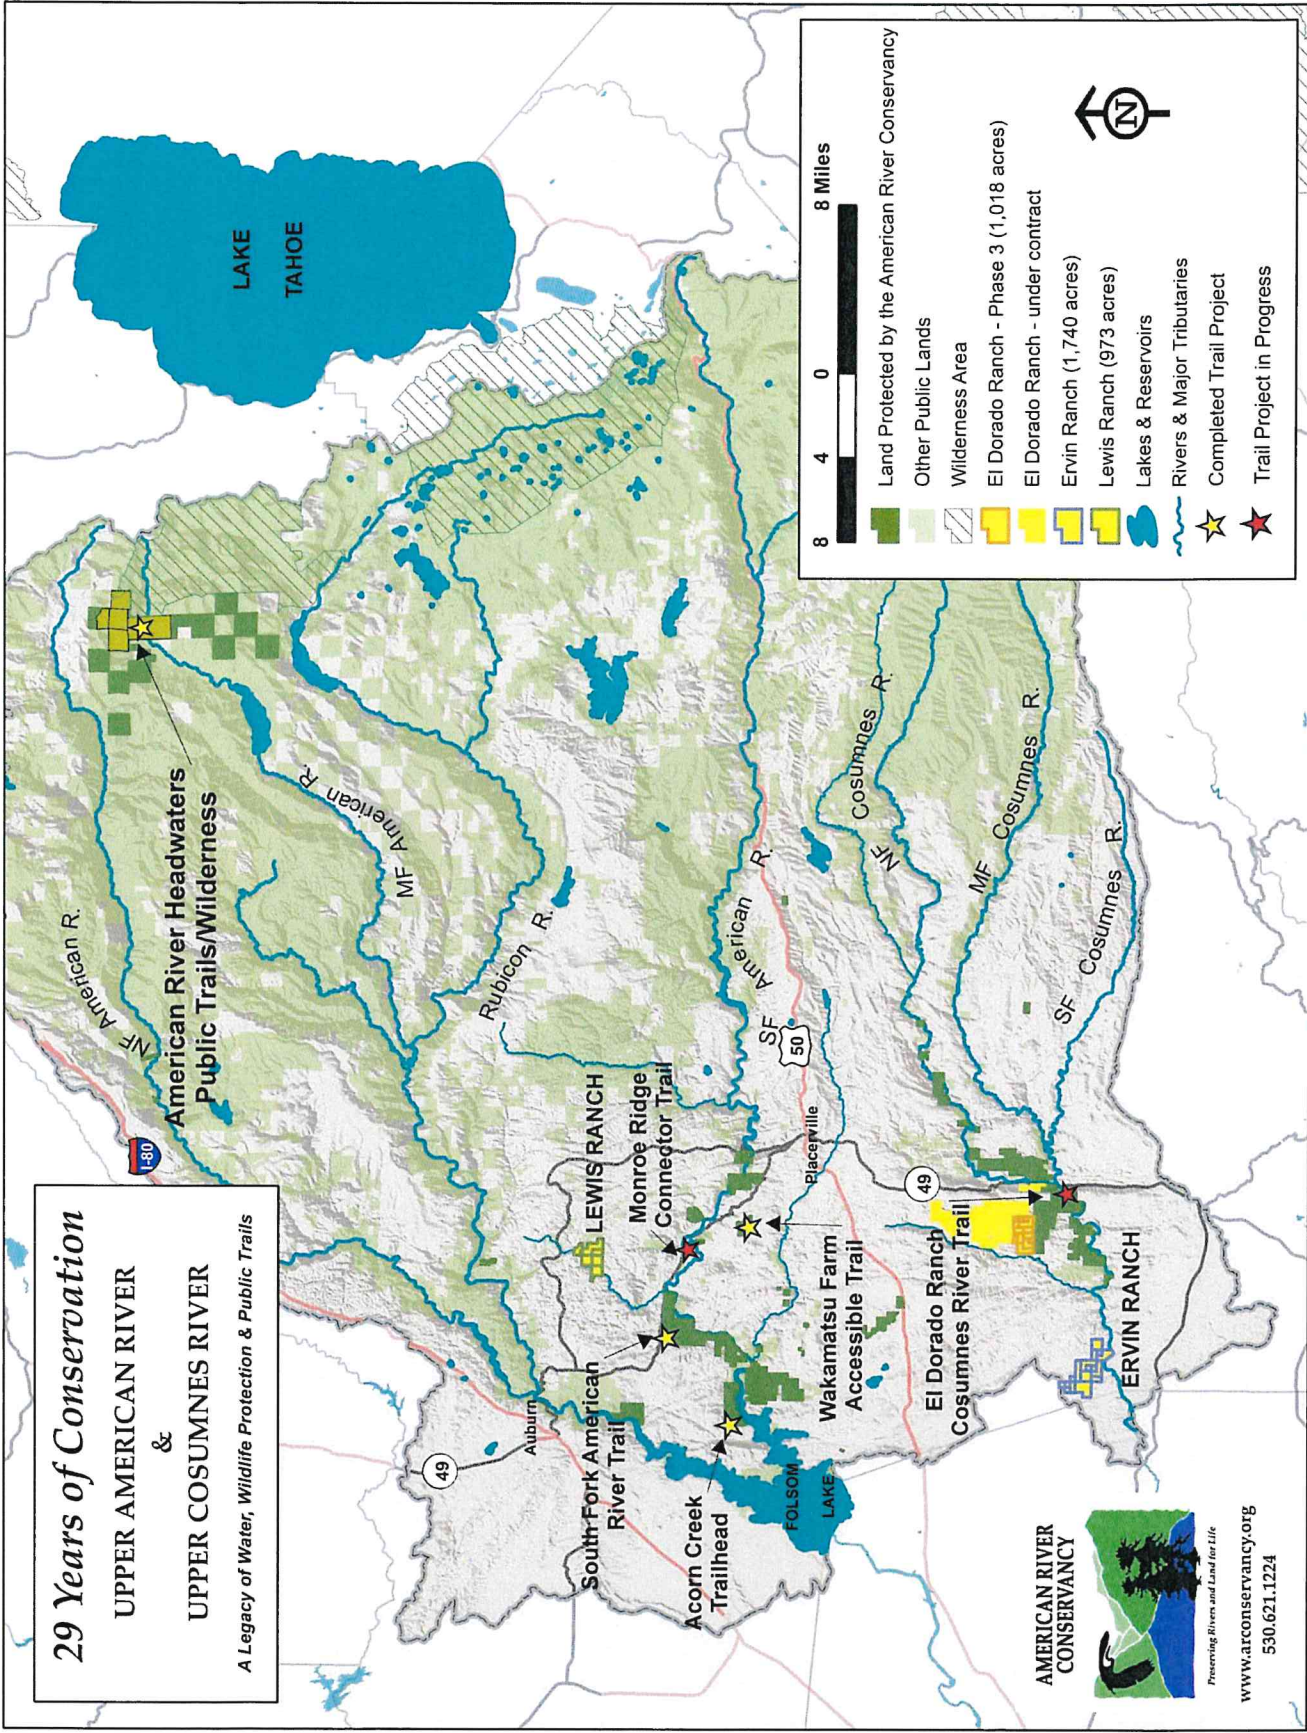 29 Years of Conservation
UPPER AMERICAN RIVER
&
UPPER COSUMNES RIVER
A Legacy of Water, Wildlife Protection & Public Trails
I-80
NF American R.
American River Headwaters
Public Trails/Wilderness
MF American R.
Rubicon R.
LAKE
TAHOE
49
Auburn
LEWIS RANCH
Monroe Ridge
Connector Trail
South Fork American
River Trail
Acorn Creek
Trailhead
FOLSOM
LAKE
SF American R.
50
Placerville
Wakamatsu Farm
Accessible Trail
49
El Dorado Ranch
Cosumnes River Trail
ERVIN RANCH
NF Cosumnes R.
MF Cosumnes R.
SF Cosumnes R.
8 4 0 8 Miles
Land Protected by the American River Conservancy
Other Public Lands
Wilderness Area
El Dorado Ranch - Phase 3 (1,018 acres)
El Dorado Ranch - under contract
Ervin Ranch (1,740 acres)
Lewis Ranch (973 acres)
Lakes & Reservoirs
Rivers & Major Tributaries
Completed Trail Project
Trail Project in Progress
N
AMERICAN RIVER
CONSERVANCY
Preserving Rivers and Land for Life
www.arconservancy.org
530.621.1224